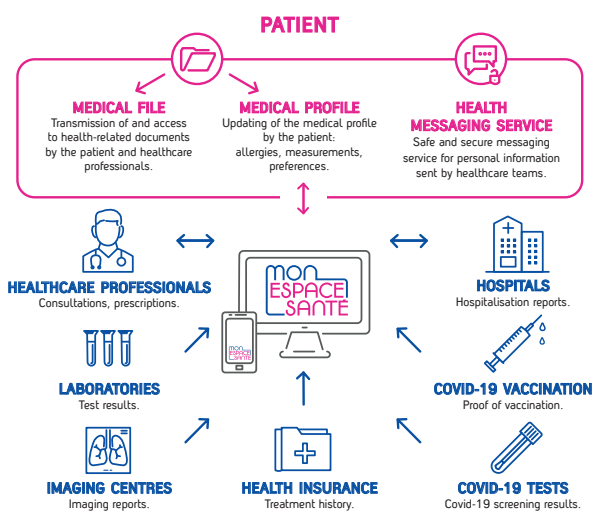 PATIENT
MEDICAL FILE
Transmission of and access
to health-related documents
by the patient and healthcare
professionals.
MEDICAL PROFILE
Updating of the medical profile
by the patient:
allergies, measurements,
preferences.
HEALTH
MESSAGING SERVICE
Safe and secure messaging
service for personal information
sent by healthcare teams.
HEALTHCARE PROFESSIONALS
Consultations, prescriptions.
mon
ESPACE
SANTÉ
HOSPITALS
Hospitalisation reports.
mon
ESPACE
SANTÉ
LABORATORIES
Test results.
COVID-19 VACCINATION
Proof of vaccination.
IMAGING CENTRES
Imaging reports.
HEALTH INSURANCE
Treatment history.
COVID-19 TESTS
Covid-19 screening results.